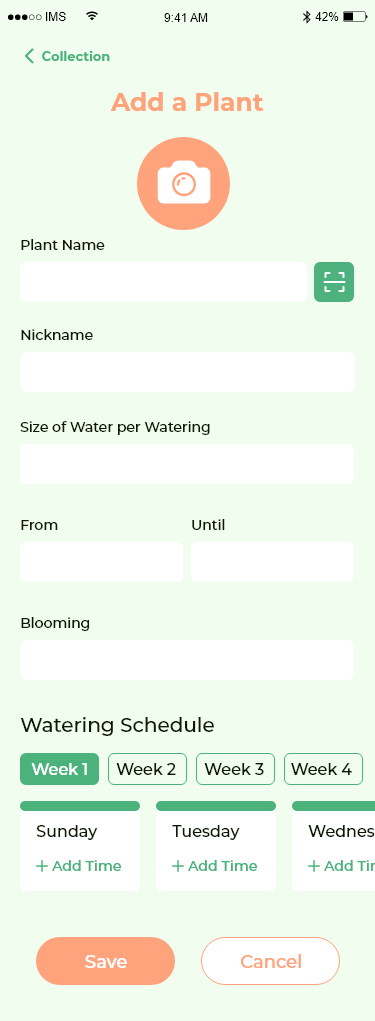 IMS 9:41 AM 42%
Collection
Add a Plant
Plant Name
Nickname
Size of Water per Watering
From Until
Blooming
Watering Schedule
Week 1 Week 2 Week 3 Week 4
Sunday Tuesday Wednes
+ Add Time + Add Time + Add Tir
Save Cancel